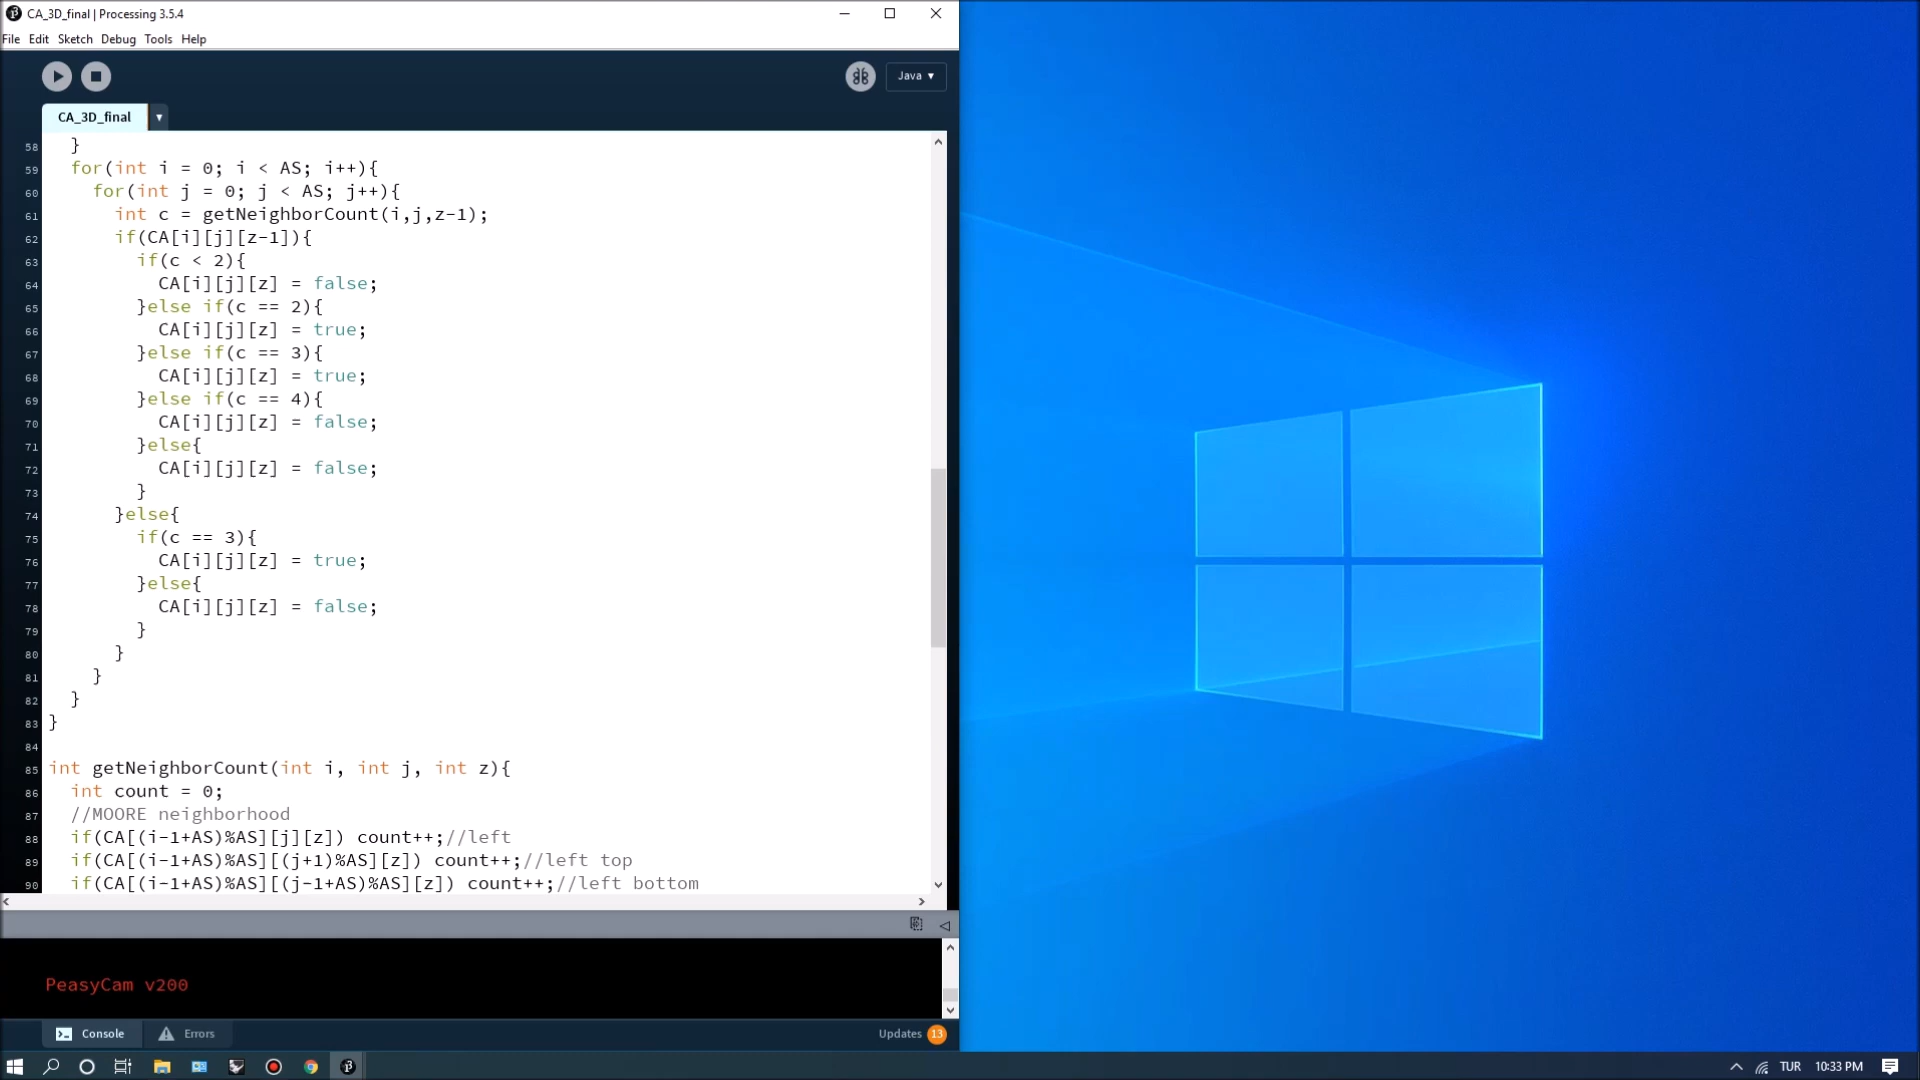 CA_3D_final | Processing 3.5.4
File Edit Sketch Debug Tools Help
Java ▾
CA_3D_final ▾
58   }
59   for(int i = 0; i < AS; i++){
60     for(int j = 0; j < AS; j++){
61       int c = getNeighborCount(i,j,z-1);
62       if(CA[i][j][z-1]){
63         if(c < 2){
64           CA[i][j][z] = false;
65         }else if(c == 2){
66           CA[i][j][z] = true;
67         }else if(c == 3){
68           CA[i][j][z] = true;
69         }else if(c == 4){
70           CA[i][j][z] = false;
71         }else{
72           CA[i][j][z] = false;
73         }
74       }else{
75         if(c == 3){
76           CA[i][j][z] = true;
77         }else{
78           CA[i][j][z] = false;
79         }
80       }
81     }
82   }
83 }
84
85 int getNeighborCount(int i, int j, int z){
86   int count = 0;
87   //MOORE neighborhood
88   if(CA[(i-1+AS)%AS][j][z]) count++;//left
89   if(CA[(i-1+AS)%AS][(j+1)%AS][z]) count++;//left top
90   if(CA[(i-1+AS)%AS][(j-1+AS)%AS][z]) count++;//left bottom
PeasyCam v200
Console Errors Updates 13
TUR 10:33 PM